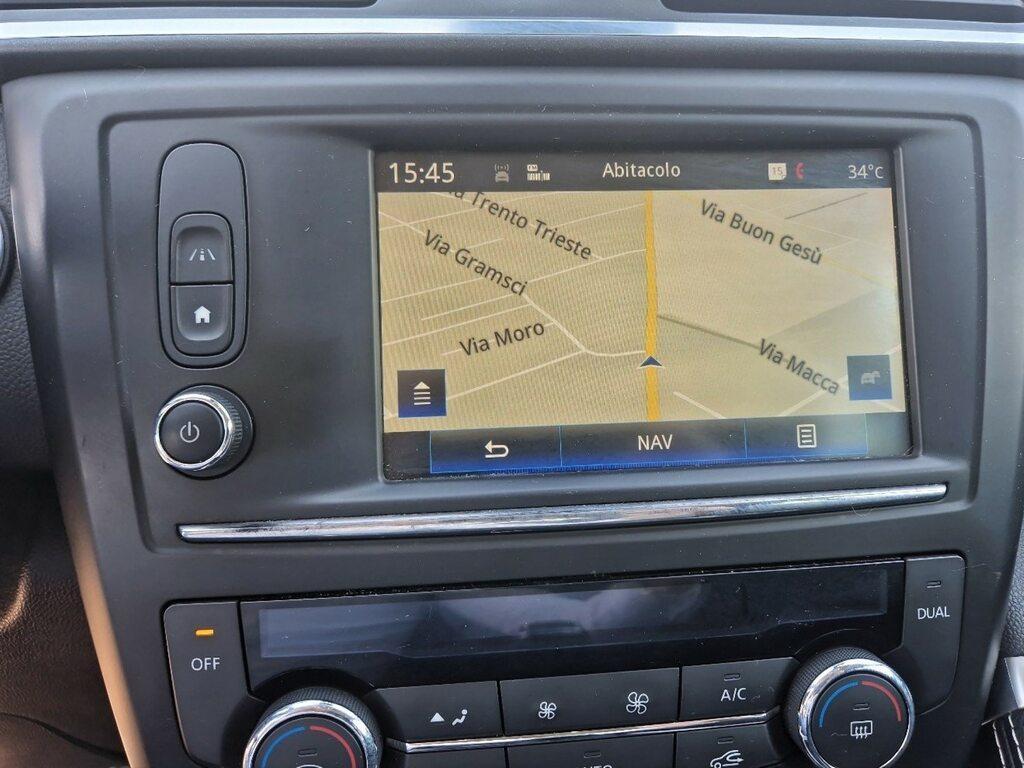 15:45 Abitacolo 15 34°C
Trento Trieste
Via Buon Gesù
Via Gramsci
Via Moro
Via Macca
NAV
OFF
DUAL
A/C